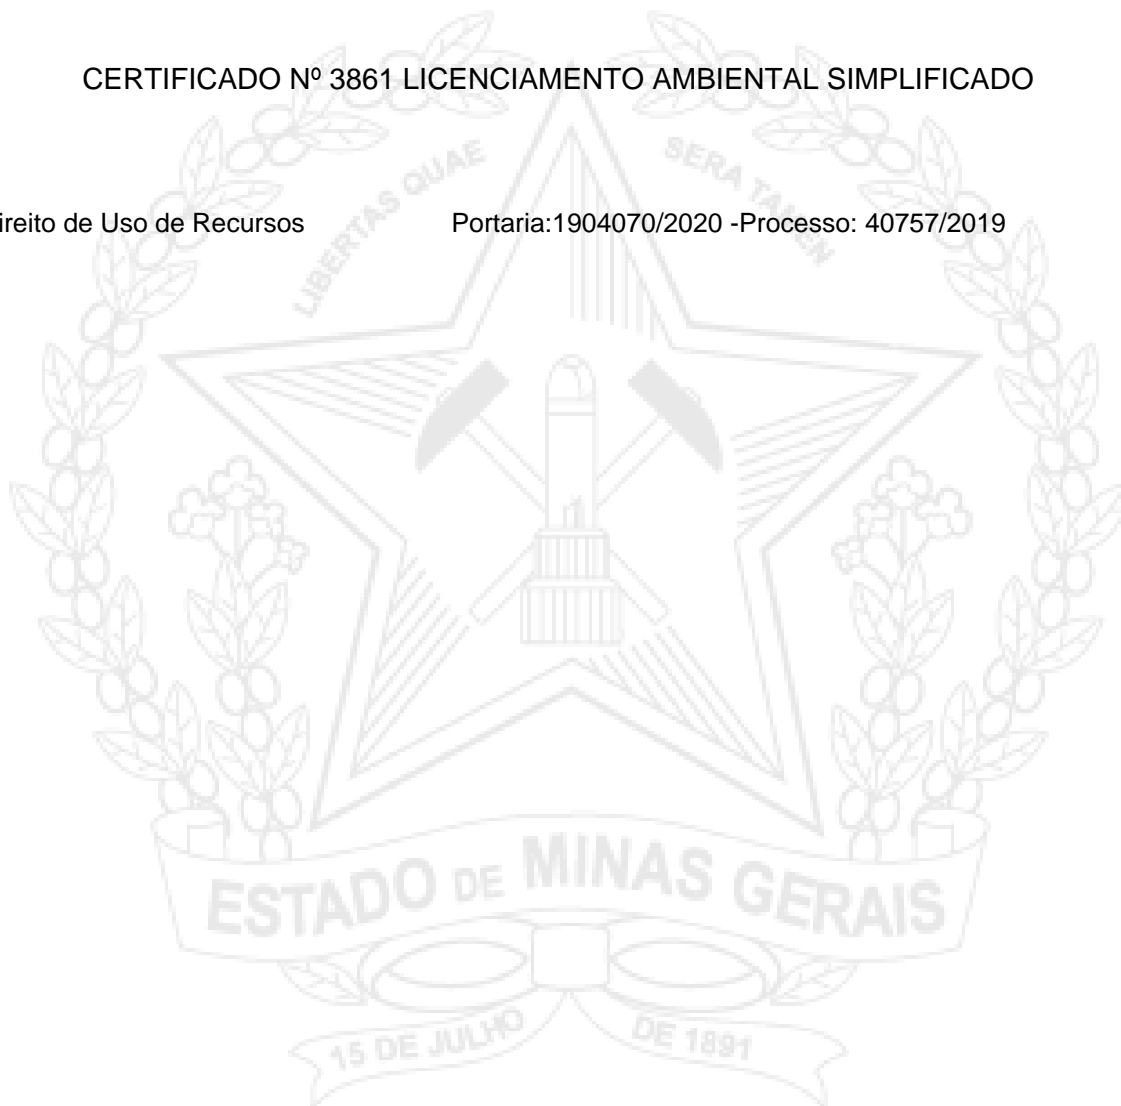 CERTIFICADO Nº 3861 LICENCIAMENTO AMBIENTAL SIMPLIFICADO
LIBERTAS QUAE SERA TAMEN
ireito de Uso de Recursos Portaria:1904070/2020 -Processo: 40757/2019
ESTADO DE MINAS GERAIS
15 DE JULHO DE 1891